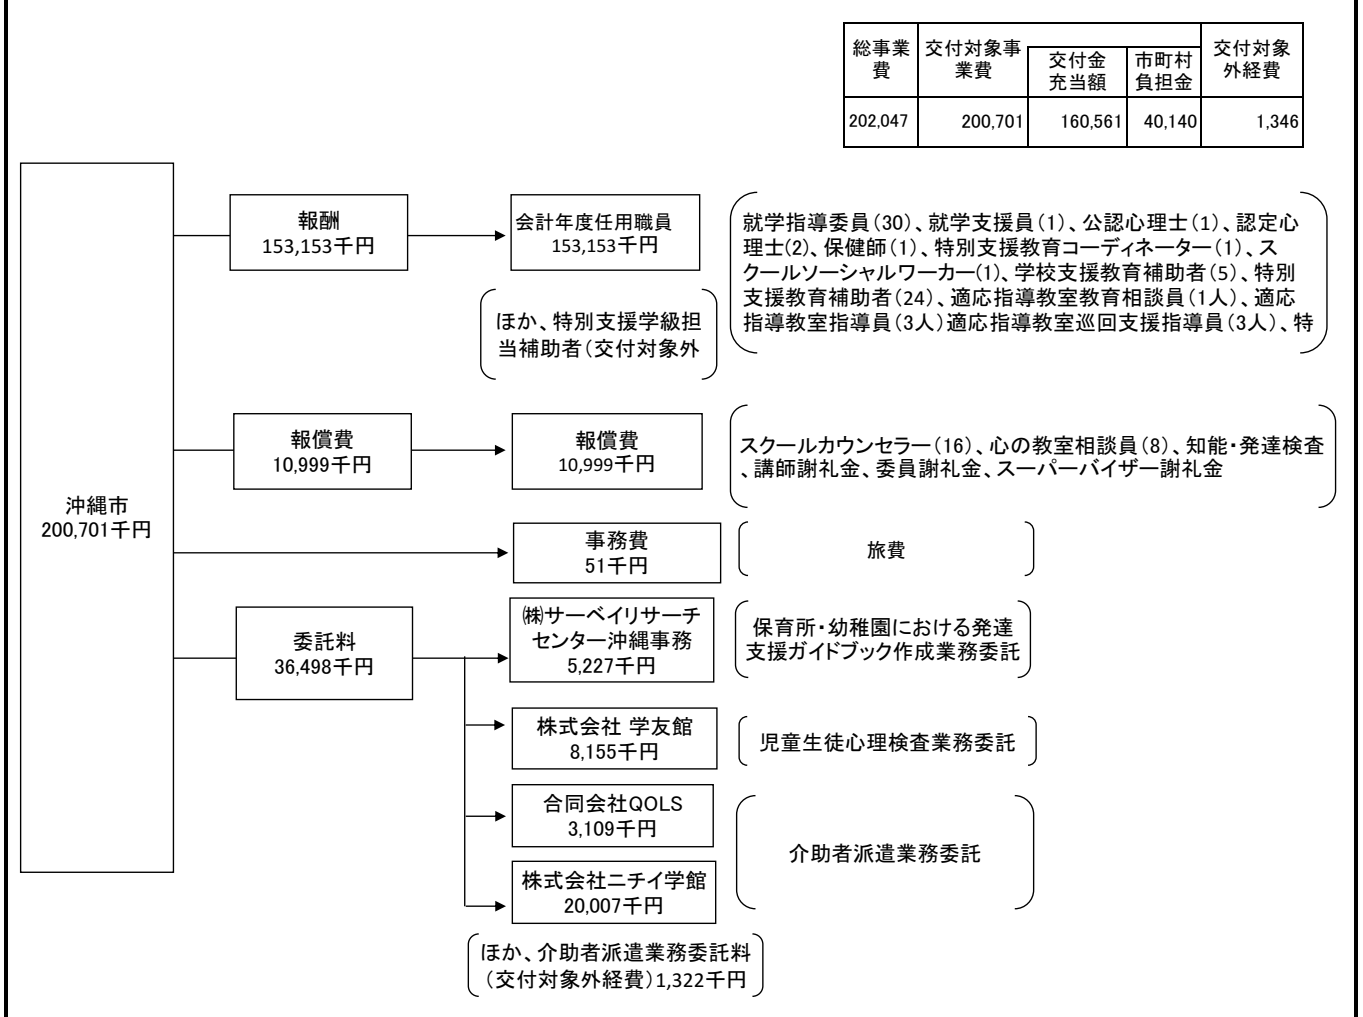 総事業
費
交付対象事
業費
交付金
充当額
市町村
負担金
交付対象
外経費
202,047
200,701
160,561
40,140
1,346
沖縄市
200,701千円
報酬
153,153千円
会計年度任用職員
153,153千円
就学指導委員(30)、就学支援員(1)、公認心理士(1)、認定心
理士(2)、保健師(1)、特別支援教育コーディネーター(1)、ス
クールソーシャルワーカー(1)、学校支援教育補助者(5)、特別
支援教育補助者(24)、適応指導教室教育相談員(1人)、適応
指導教室指導員(3人)適応指導教室巡回支援指導員(3人)、特
ほか、特別支援学級担
当補助者(交付対象外
報償費
10,999千円
報償費
10,999千円
スクールカウンセラー(16)、心の教室相談員(8)、知能・発達検査
、講師謝礼金、委員謝礼金、スーパーバイザー謝礼金
事務費
51千円
旅費
委託料
36,498千円
㈱サーベイリサーチ
センター沖縄事務
5,227千円
保育所・幼稚園における発達
支援ガイドブック作成業務委託
株式会社 学友館
8,155千円
児童生徒心理検査業務委託
合同会社QOLS
3,109千円
介助者派遣業務委託
株式会社ニチイ学館
20,007千円
ほか、介助者派遣業務委託料
(交付対象外経費)1,322千円